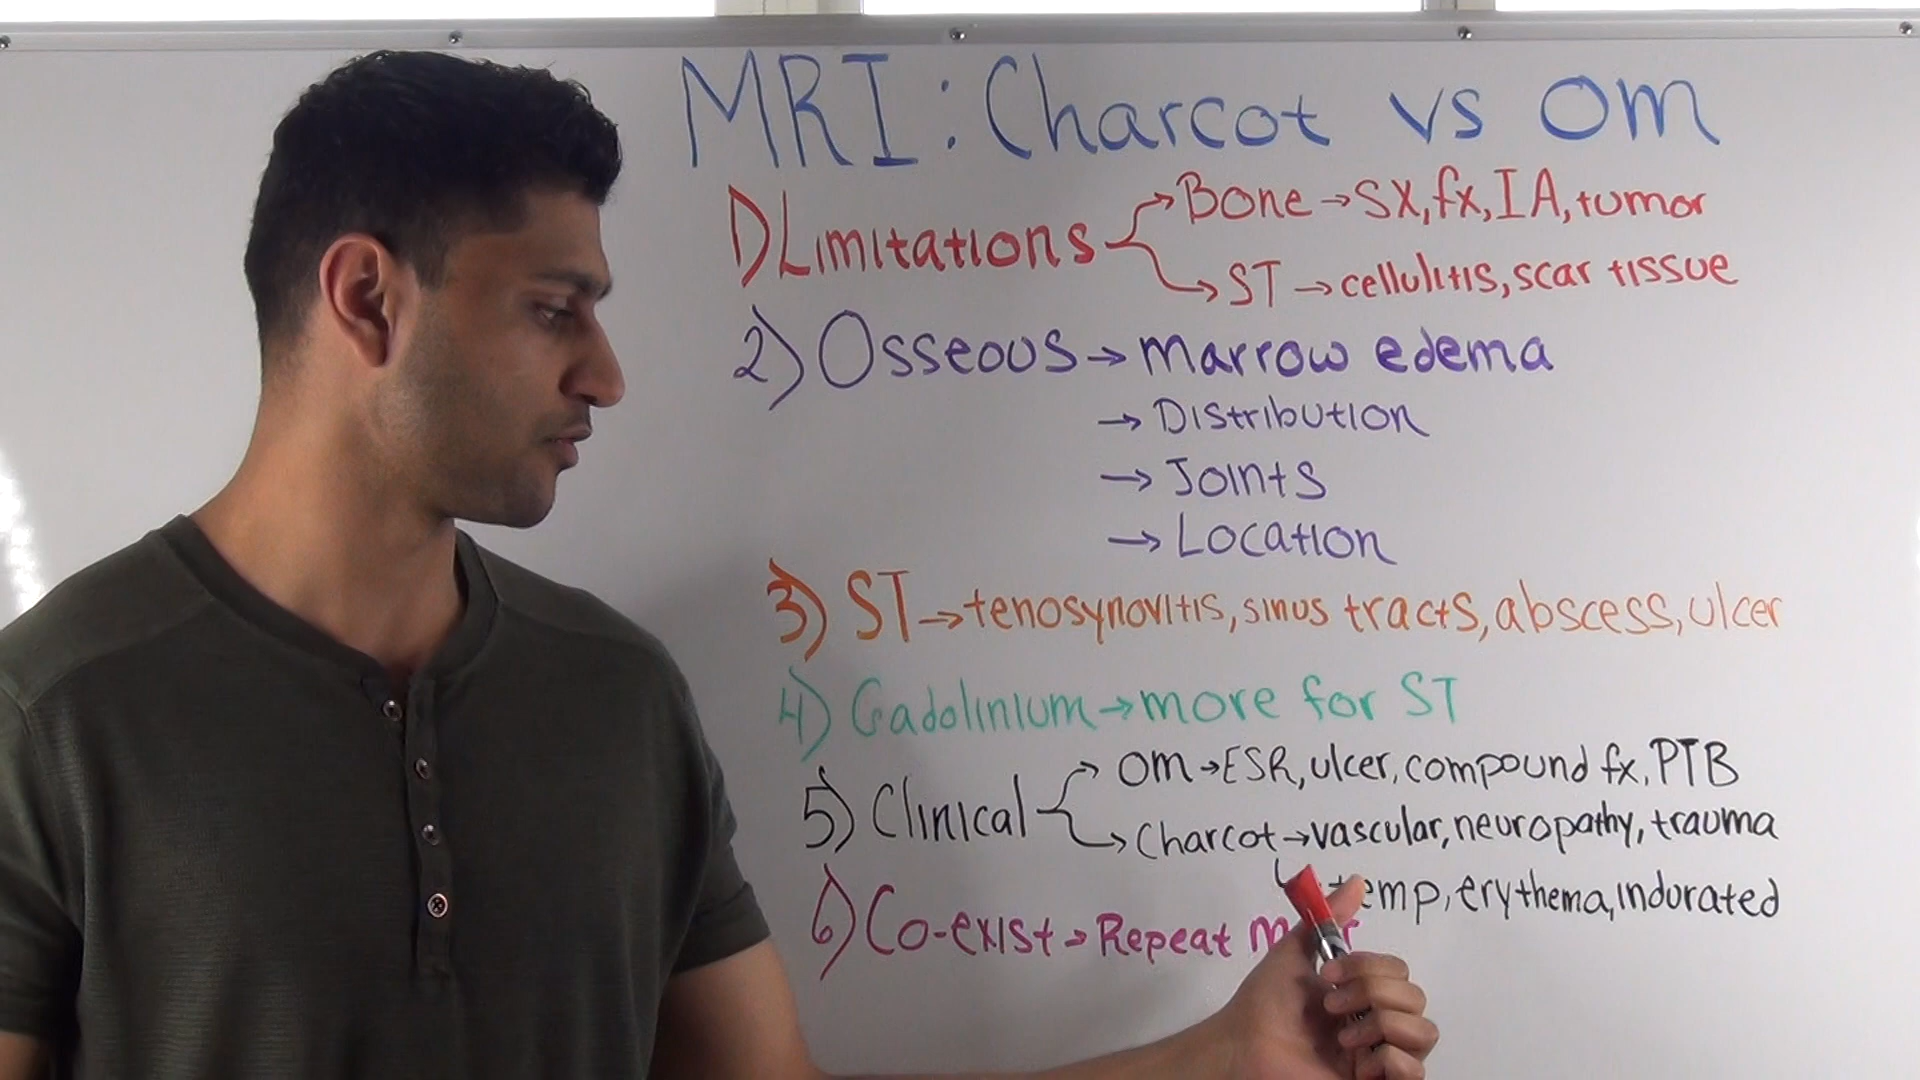 MRI: Charcot vs OM
1) Limitations → Bone → SX, fx, IA, tumor
→ ST → cellulitis, scar tissue
2) Osseous → marrow edema
→ Distribution
→ Joints
→ Location
3) ST → tenosynovitis, sinus tracts, abscess, ulcer
4) Gadolinium → more for ST
5) Clinical → OM → ESR, ulcer, compound fx, PTB
→ Charcot → vascular, neuropathy, trauma
temp, erythema, indurated
6) Co-exist → Repeat